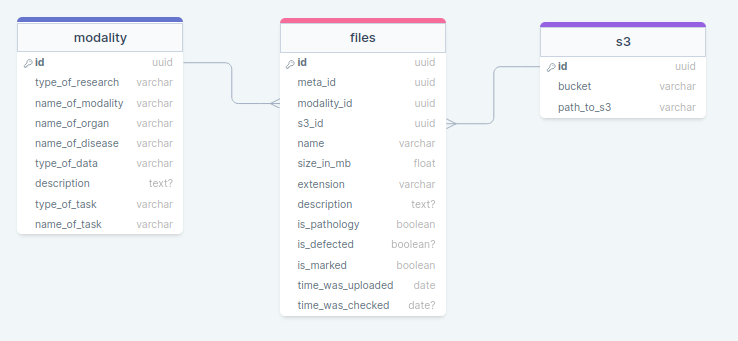 modality
id uuid
type_of_research varchar
name_of_modality varchar
name_of_organ varchar
name_of_disease varchar
type_of_data varchar
description text?
type_of_task varchar
name_of_task varchar
files
id uuid
meta_id uuid
modality_id uuid
s3_id uuid
name varchar
size_in_mb float
extension varchar
description text?
is_pathology boolean
is_defected boolean?
is_marked boolean
time_was_uploaded date
time_was_checked date?
s3
id uuid
bucket varchar
path_to_s3 varchar